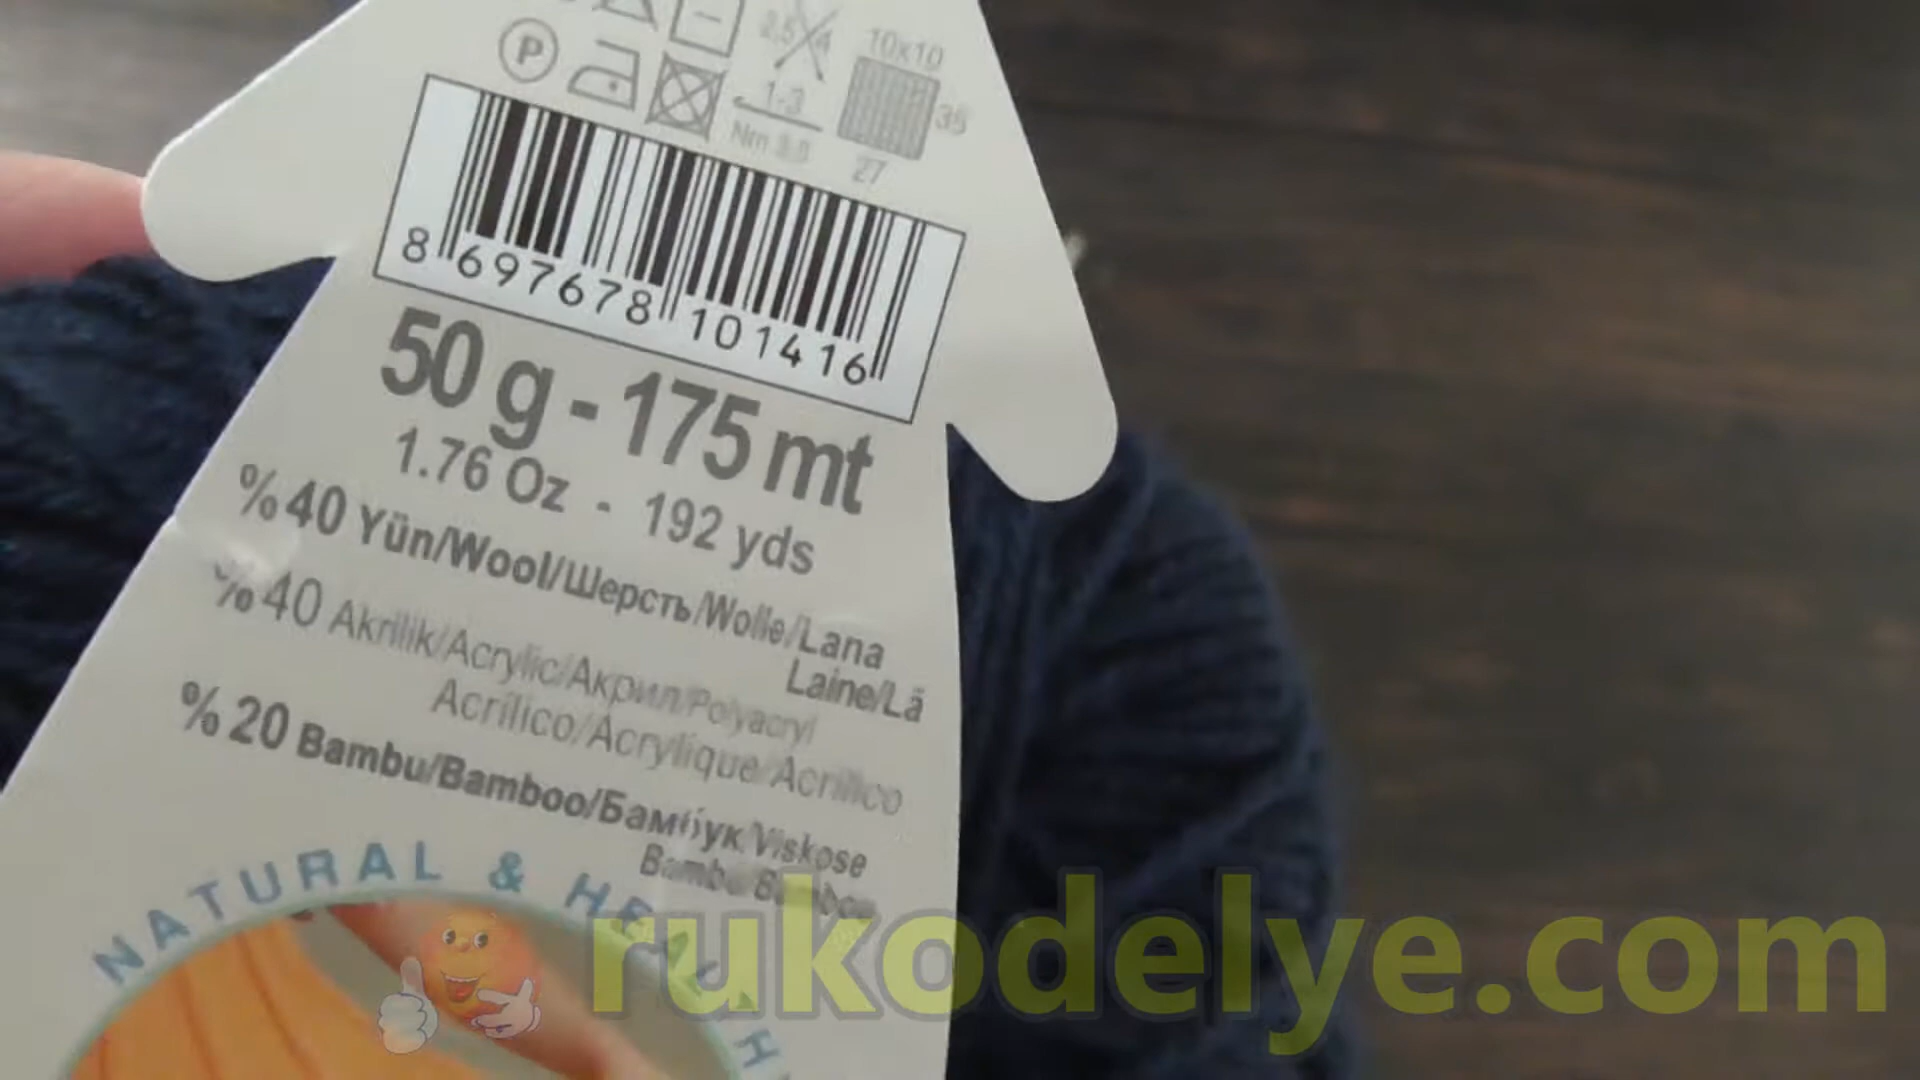 2,5 4
10x10
P
1-3
35
27
8 697678 101416
50 g - 175 mt
1.76 Oz - 192 yds
%40 Yün/Wool/Шерсть/Wolle/Lana
Laine/Lã
%40 Akrilik/Acrylic/Акрил/Polyacryl
Acrílico/Acrylique/Acrilico
%20 Bambu/Bamboo/Бамбук/Viskose
NATURAL &
rukodelye.com